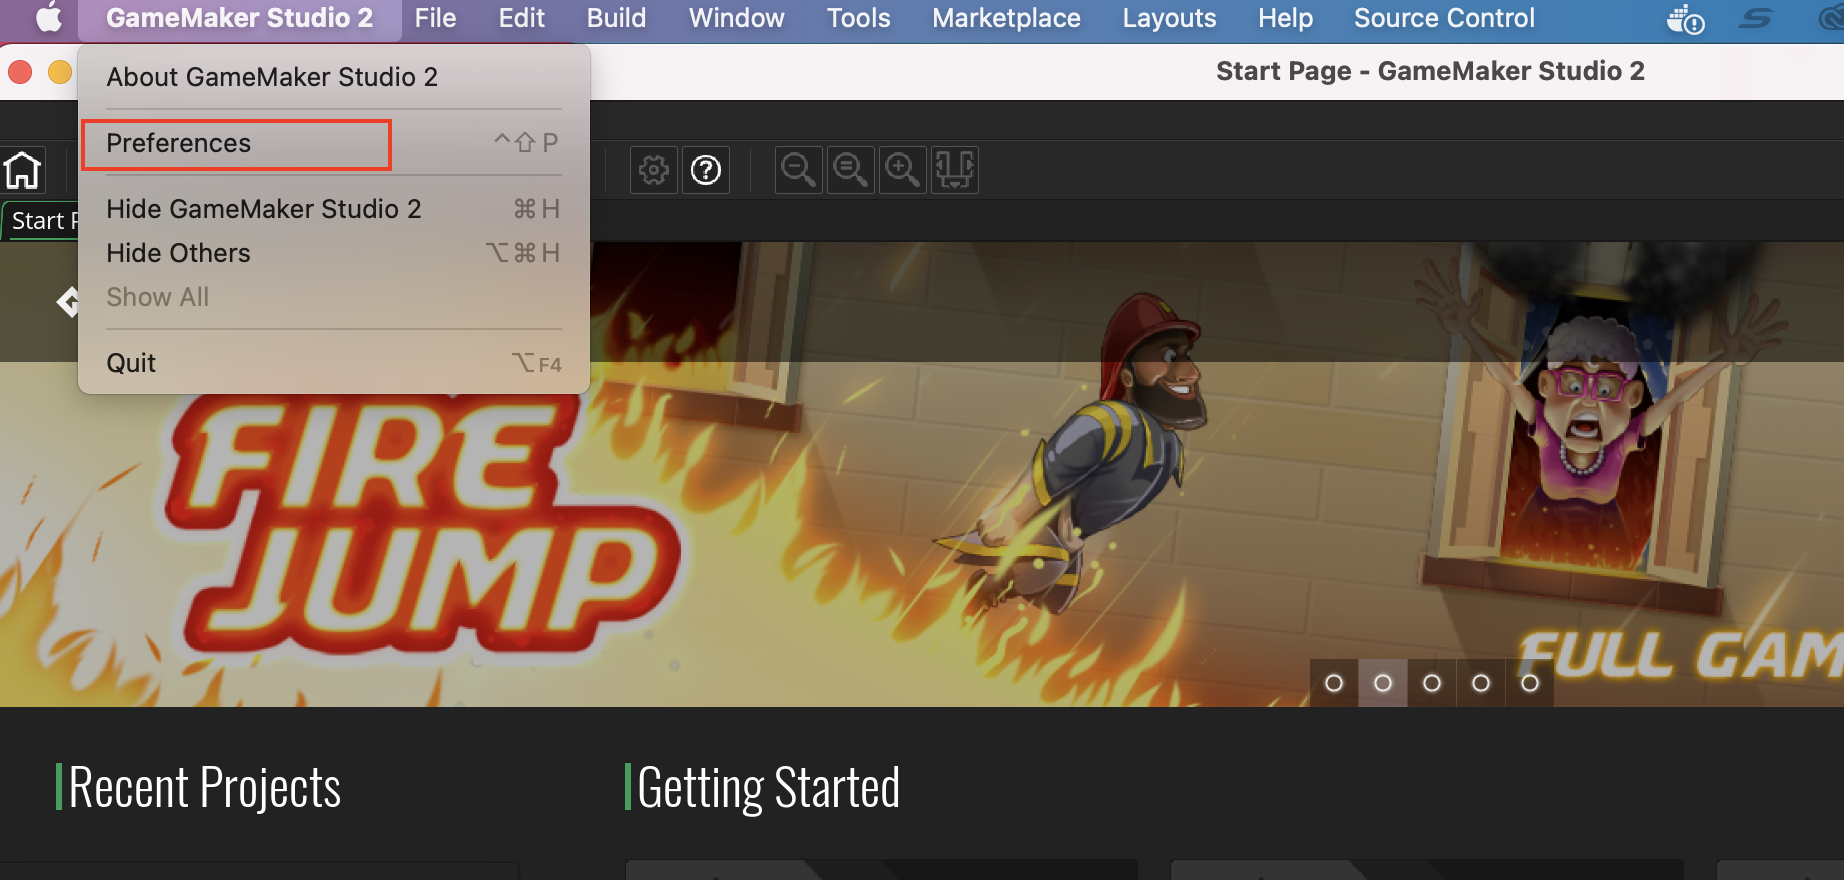 GameMaker Studio 2 File Edit Build Window Tools Marketplace Layouts Help Source Control
Start Page - GameMaker Studio 2
About GameMaker Studio 2
Preferences ^⇧ P
Hide GameMaker Studio 2 ⌘ H
Hide Others ⌥ ⌘ H
Show All
Quit ⌥ F4
Start
FIRE
JUMP
FULL GAM
Recent Projects
Getting Started